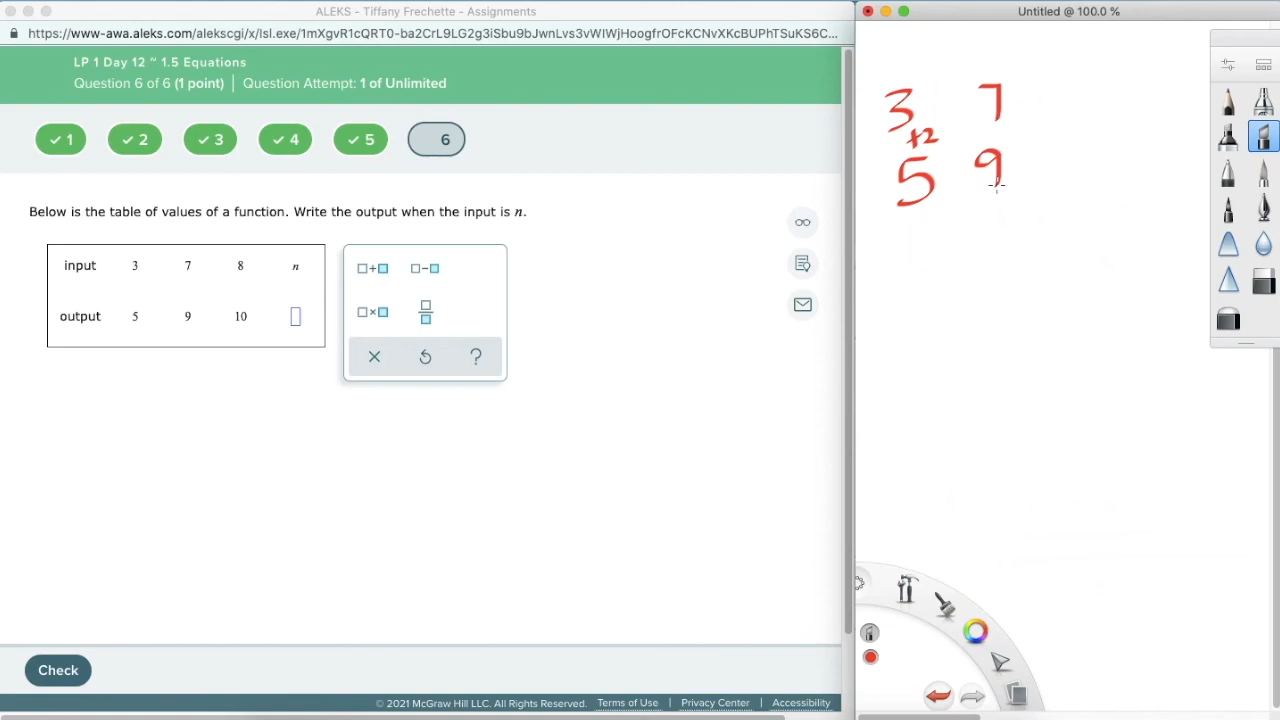 ALEKS - Tiffany Frechette - Assignments
Untitled @ 100.0 %
https://www-awa.aleks.com/alekscgi/x/lsl.exe/1mXgvR1cQRT0-ba2CrL9LG2g3iSbu9bJwnLvs3vWIWjHoogfrOFcKCNvXKcBUPhTSuKS6C...
LP 1 Day 12 ~ 1.5 Equations
Question 6 of 6 (1 point) | Question Attempt: 1 of Unlimited
✓ 1 ✓ 2 ✓ 3 ✓ 4 ✓ 5 6
Below is the table of values of a function. Write the output when the input is n.
input 3 7 8 n
output 5 9 10 □
□+□ □-□
□×□ □/□
× ↺ ?
3 7
+2
5 9
Check
© 2021 McGraw Hill LLC. All Rights Reserved. Terms of Use | Privacy Center | Accessibility